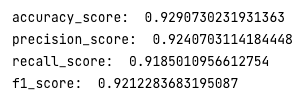 accuracy_score:  0.9290730231931363
precision_score:  0.9240703114184448
recall_score:  0.9185010956612754
f1_score:  0.9212283683195087